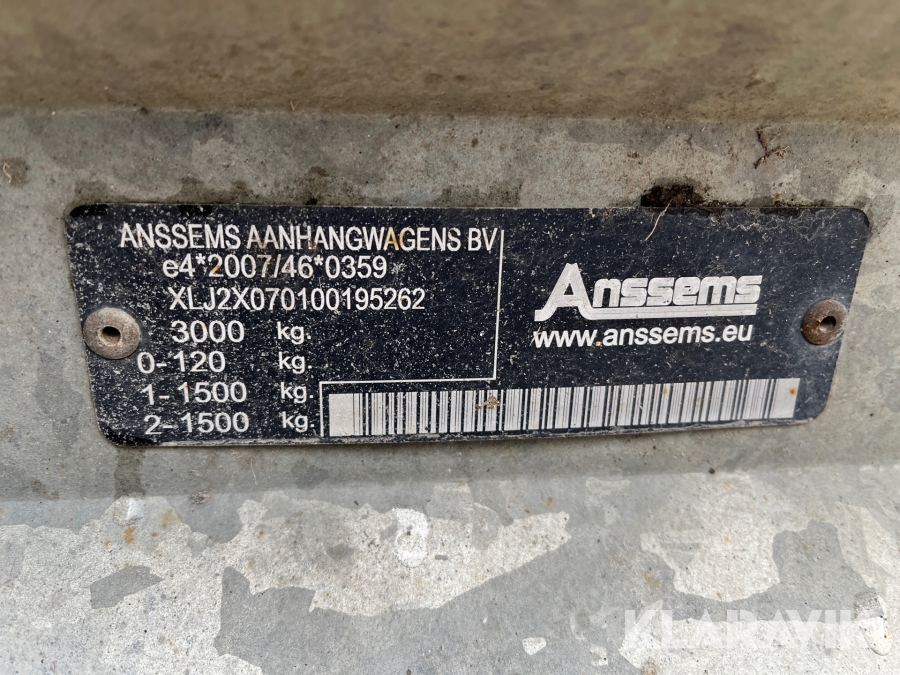 ANSSEMS AANHANGWAGENS BV
e4*2007/46*0359
XLJ2X070100195262
3000 kg.
0-120 kg.
1-1500 kg.
2-1500 kg.
Anssems
www.anssems.eu
KLARAVIK